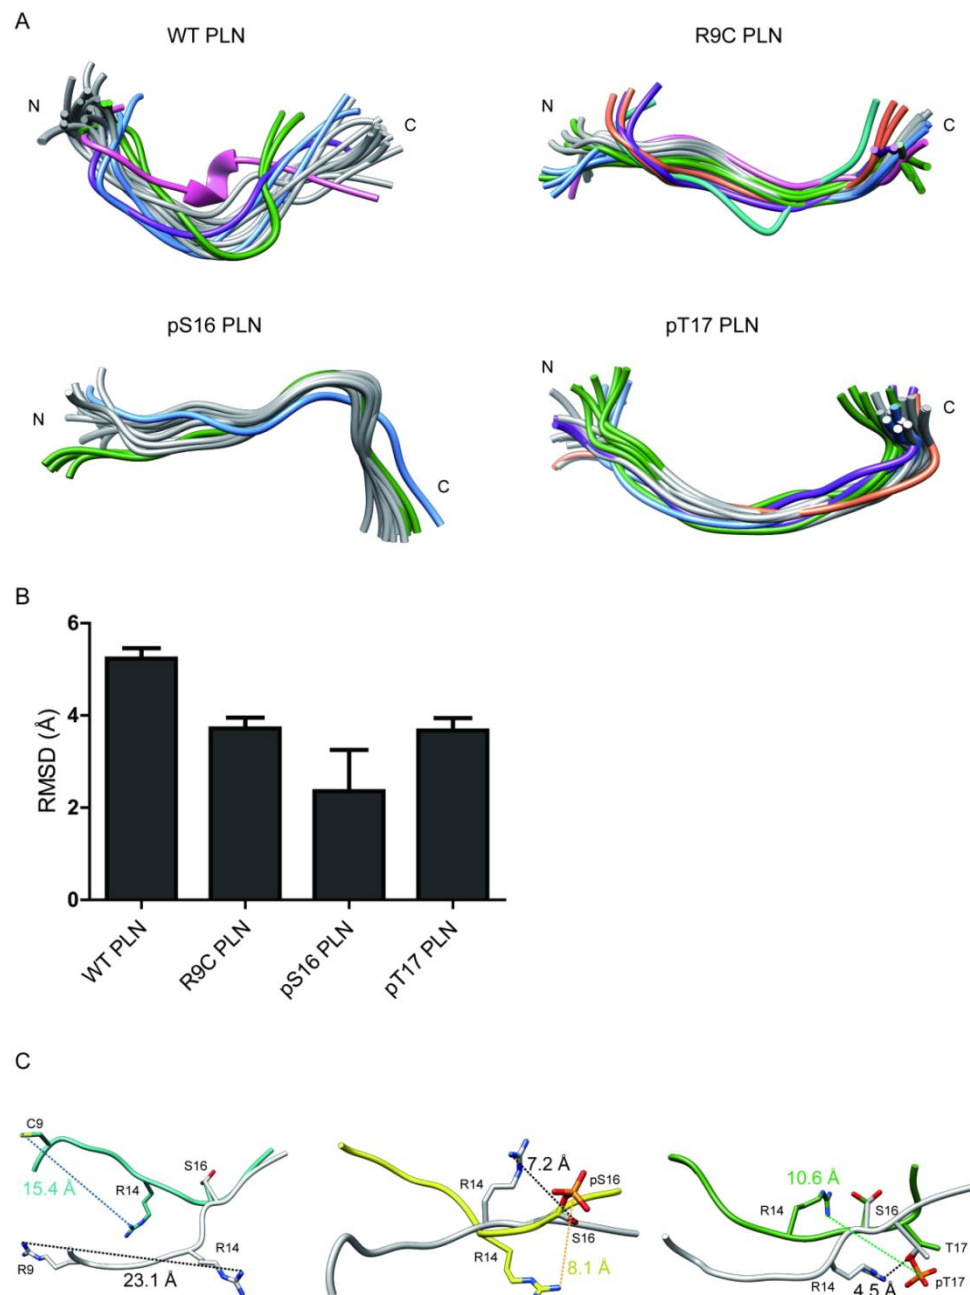 A
WT PLN
R9C PLN
N
C
N
C
pS16 PLN
pT17 PLN
N
C
N
C
B
6
4
2
0
RMSD (Å)
WT PLN
R9C PLN
pS16 PLN
pT17 PLN
C
C9
15.4 Å
R14
S16
R9
R14
23.1 Å
7.2 Å
R14
pS16
S16
R14
8.1 Å
10.6 Å
R14
S16
T17
R14
pT17
4.5 Å